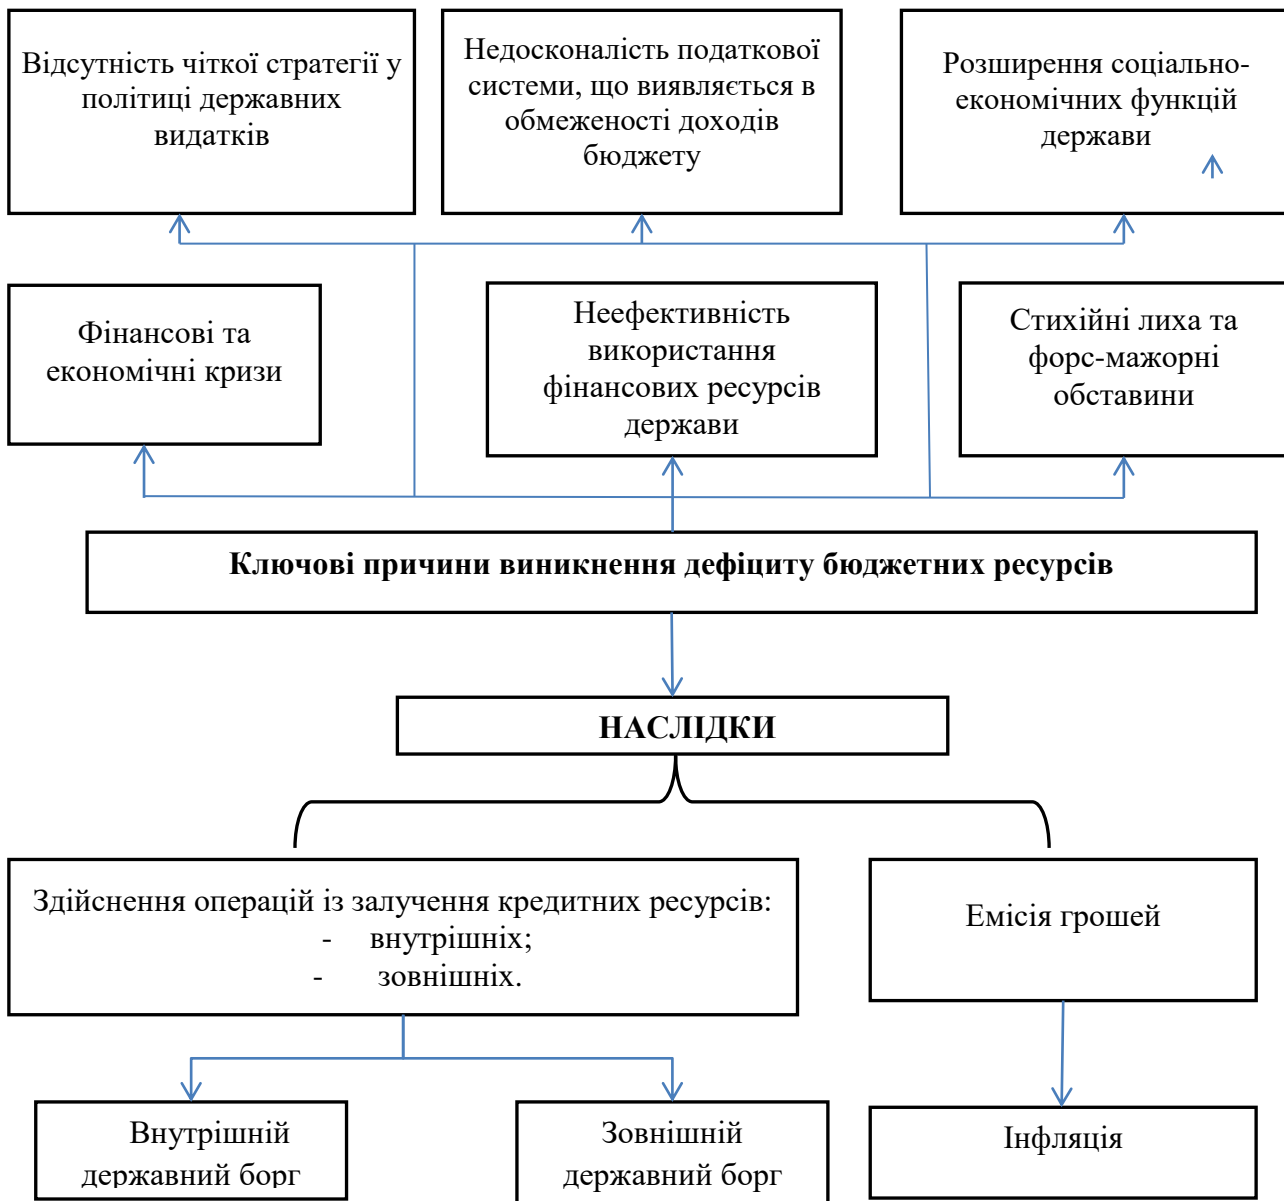 Відсутність чіткої стратегії у
політиці державних
видатків
Недосконалість податкової
системи, що виявляється в
обмеженості доходів
бюджету
Розширення соціально-
економічних функцій
держави
Фінансові та
економічні кризи
Неефективність
використання
фінансових ресурсів
держави
Стихійні лиха та
форс-мажорні
обставини
Ключові причини виникнення дефіциту бюджетних ресурсів
НАСЛІДКИ
Здійснення операцій із залучення кредитних ресурсів:
- внутрішніх;
- зовнішніх.
Емісія грошей
Внутрішній
державний борг
Зовнішній
державний борг
Інфляція